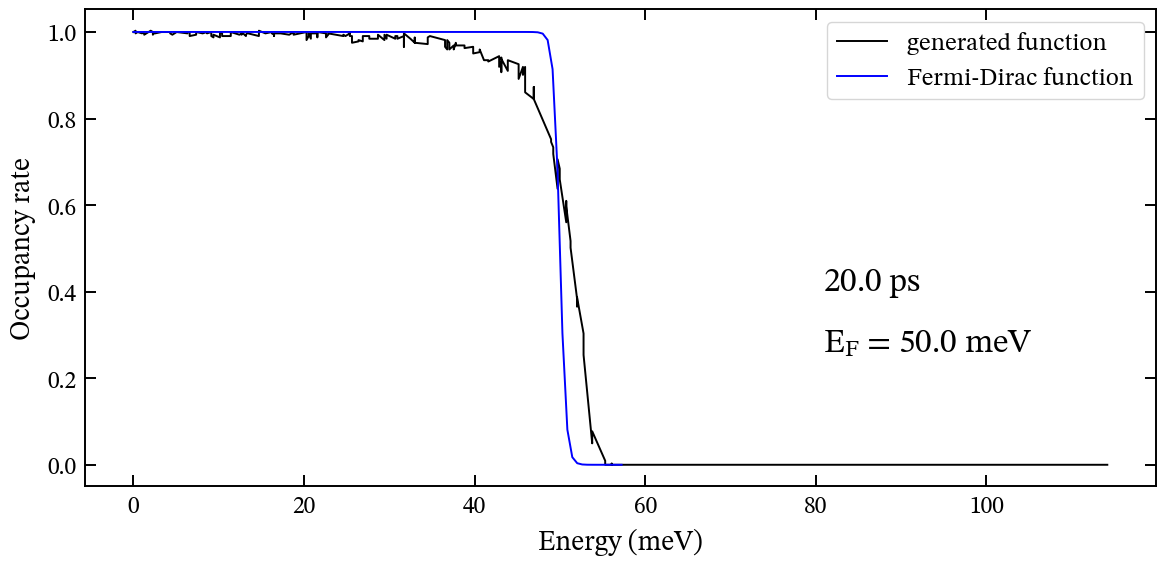 generated function
Fermi-Dirac function
1.0
0.8
0.6
0.4
0.2
0.0
Occupancy rate
20.0 ps
E_F = 50.0 meV
0 20 40 60 80 100
Energy (meV)